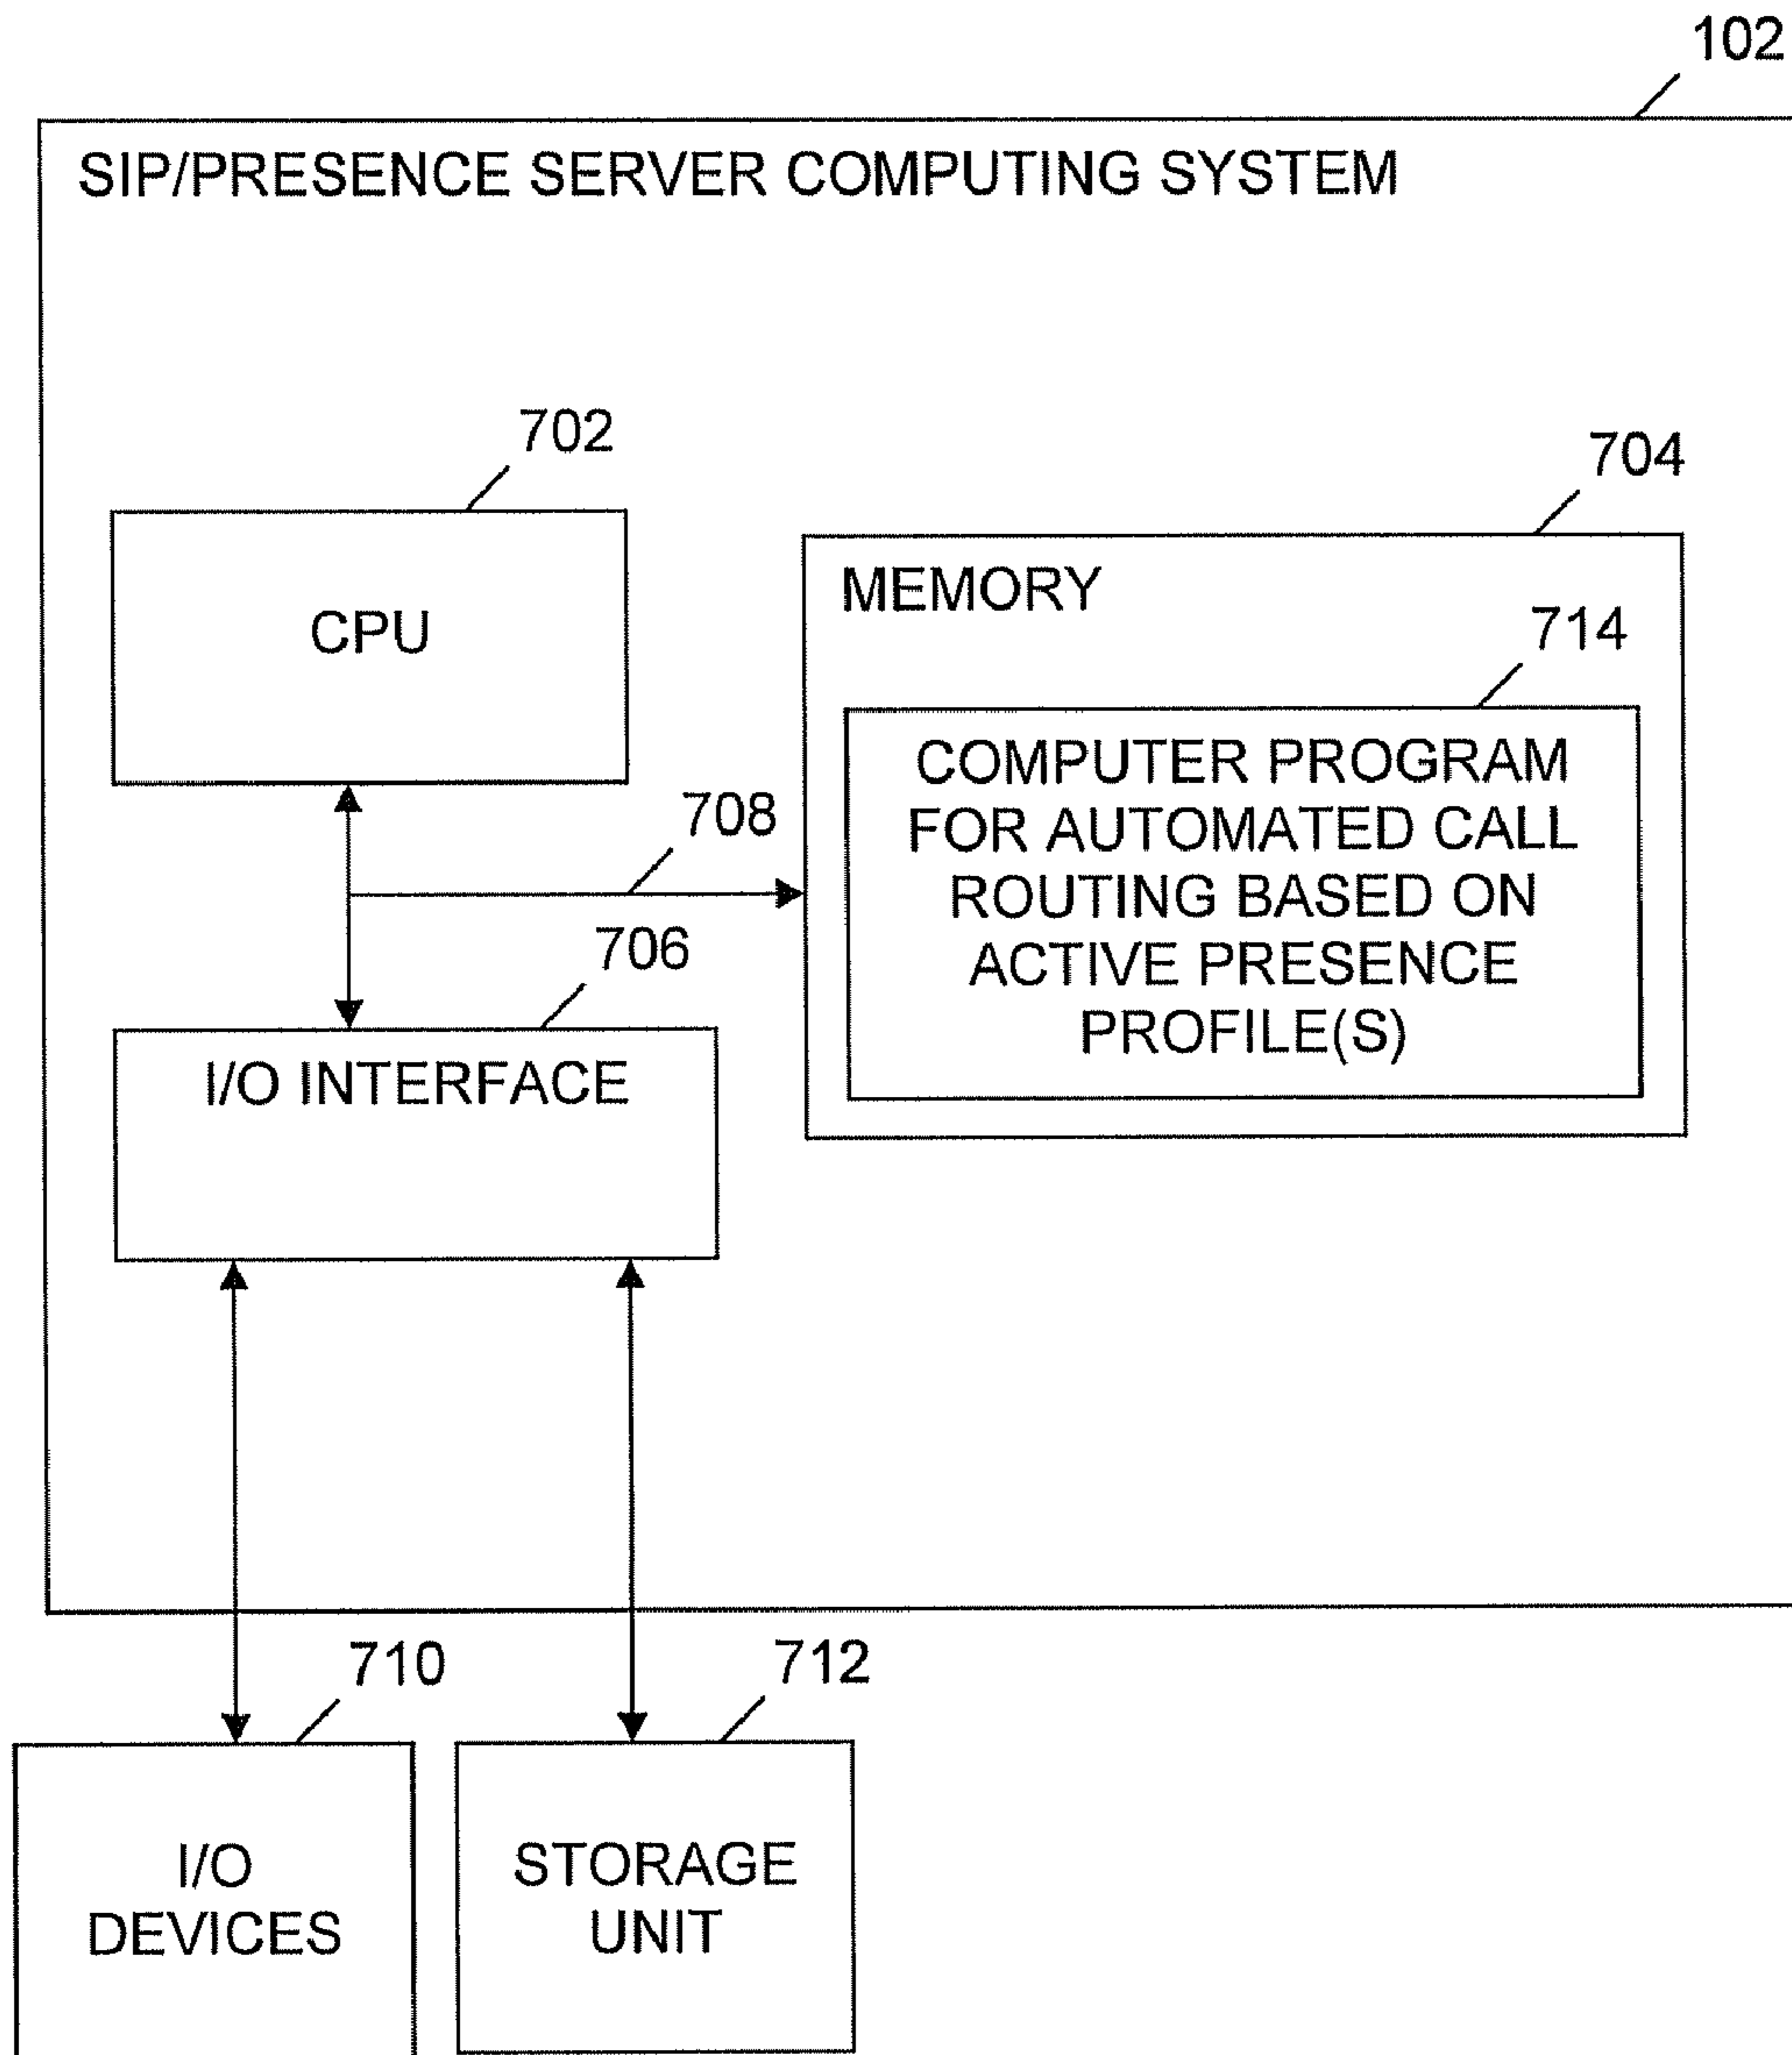 102
SIP/PRESENCE SERVER COMPUTING SYSTEM
702
704
CPU
MEMORY
714
COMPUTER PROGRAM
FOR AUTOMATED CALL
ROUTING BASED ON
ACTIVE PRESENCE
PROFILE(S)
708
706
I/O INTERFACE
710
712
I/O
DEVICES
STORAGE
UNIT